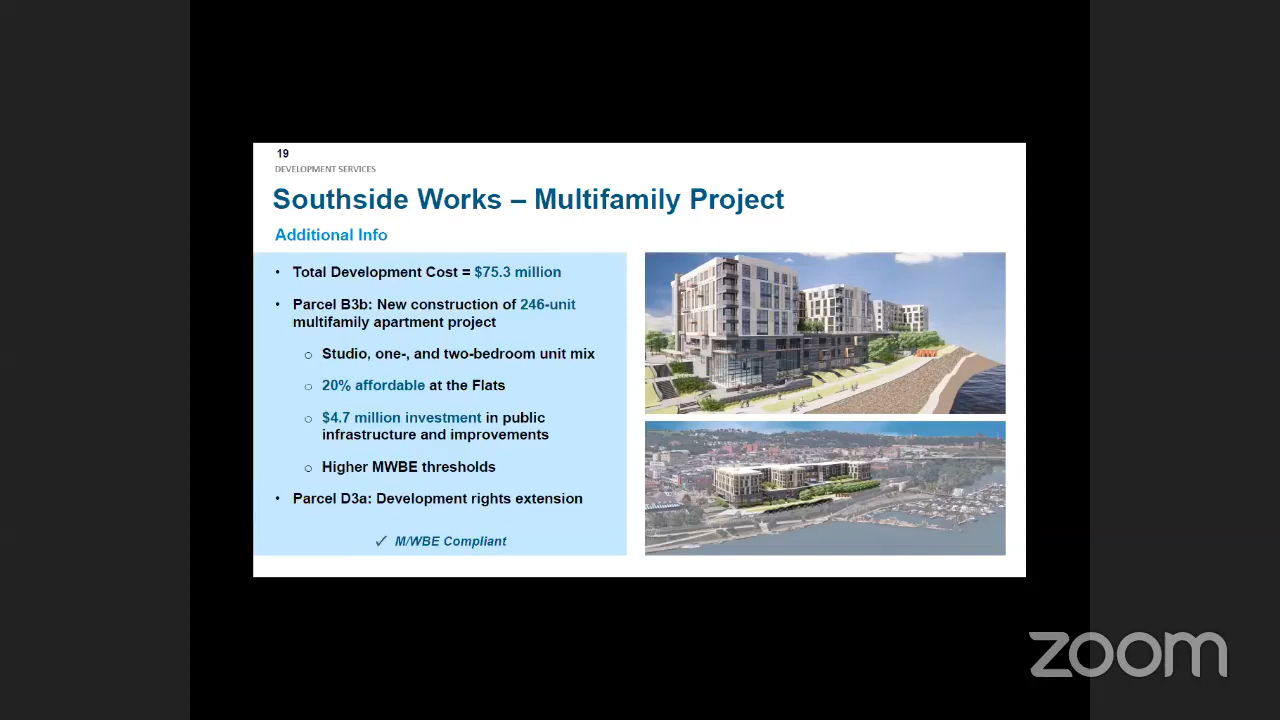 19
DEVELOPMENT SERVICES
Southside Works – Multifamily Project
Additional Info
• Total Development Cost = $75.3 million
• Parcel B3b: New construction of 246-unit
multifamily apartment project
○ Studio, one-, and two-bedroom unit mix
○ 20% affordable at the Flats
○ $4.7 million investment in public
infrastructure and improvements
○ Higher MWBE thresholds
• Parcel D3a: Development rights extension
✓ M/WBE Compliant
zoom